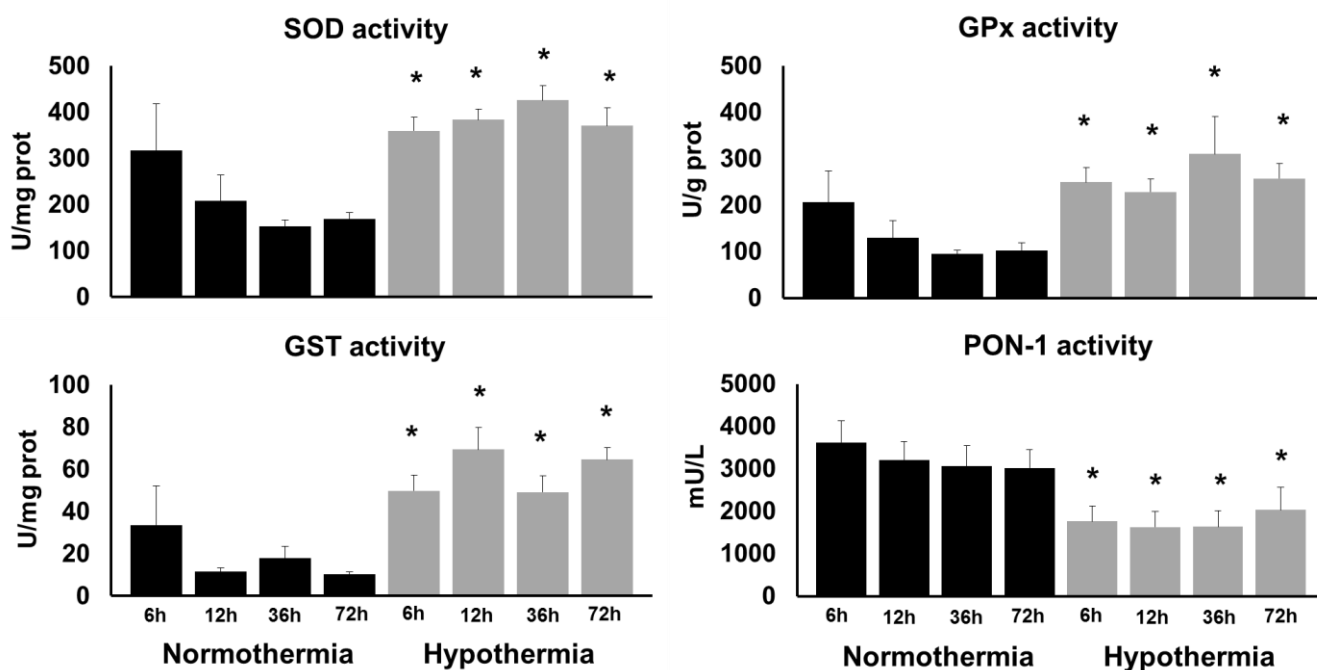 SOD activity
500
400
300
200
100
0
U/mg prot
* * * *
GPx activity
500
400
300
200
100
0
U/g prot
* * * *
GST activity
100
80
60
40
20
0
U/mg prot
* * * *
6h 12h 36h 72h 6h 12h 36h 72h
Normothermia Hypothermia
PON-1 activity
5000
4000
3000
2000
1000
0
mU/L
* * * *
6h 12h 36h 72h 6h 12h 36h 72h
Normothermia Hypothermia